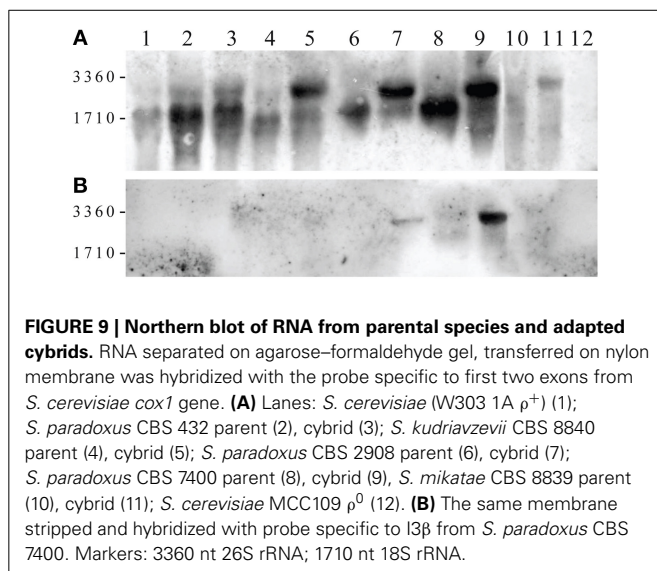 A
1 2 3 4 5 6 7 8 9 10 11 12
3360 -
1710 -
B
3360 -
1710 -
FIGURE 9 | Northern blot of RNA from parental species and adapted
cybrids. RNA separated on agarose–formaldehyde gel, transferred on nylon
membrane was hybridized with the probe specific to first two exons from
S. cerevisiae cox1 gene. (A) Lanes: S. cerevisiae (W303 1A ρ⁺) (1);
S. paradoxus CBS 432 parent (2), cybrid (3); S. kudriavzevii CBS 8840
parent (4), cybrid (5); S. paradoxus CBS 2908 parent (6), cybrid (7);
S. paradoxus CBS 7400 parent (8), cybrid (9), S. mikatae CBS 8839 parent
(10), cybrid (11); S. cerevisiae MCC109 ρ⁰ (12). (B) The same membrane
stripped and hybridized with probe specific to I3β from S. paradoxus CBS
7400. Markers: 3360 nt 26S rRNA; 1710 nt 18S rRNA.